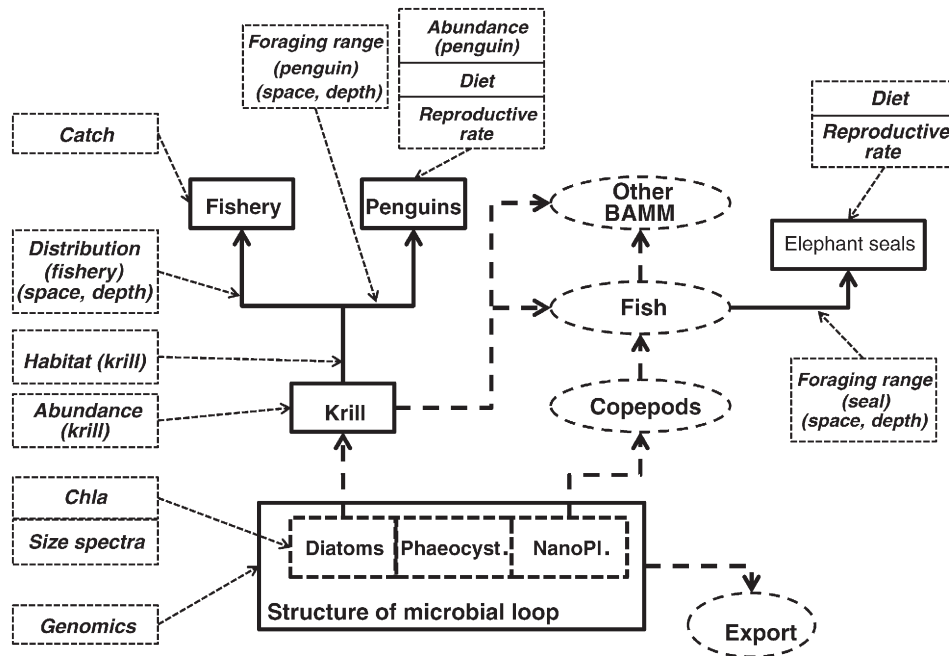 Foraging range
(penguin)
(space, depth)
Abundance
(penguin)
Diet
Reproductive
rate
Diet
Reproductive
rate
Catch
Fishery
Penguins
Other
BAMM
Elephant seals
Distribution
(fishery)
(space, depth)
Fish
Habitat (krill)
Foraging range
(seal)
(space, depth)
Abundance
(krill)
Krill
Copepods
Chla
Size spectra
Diatoms
Phaeocyst.
NanoPl.
Structure of microbial loop
Genomics
Export